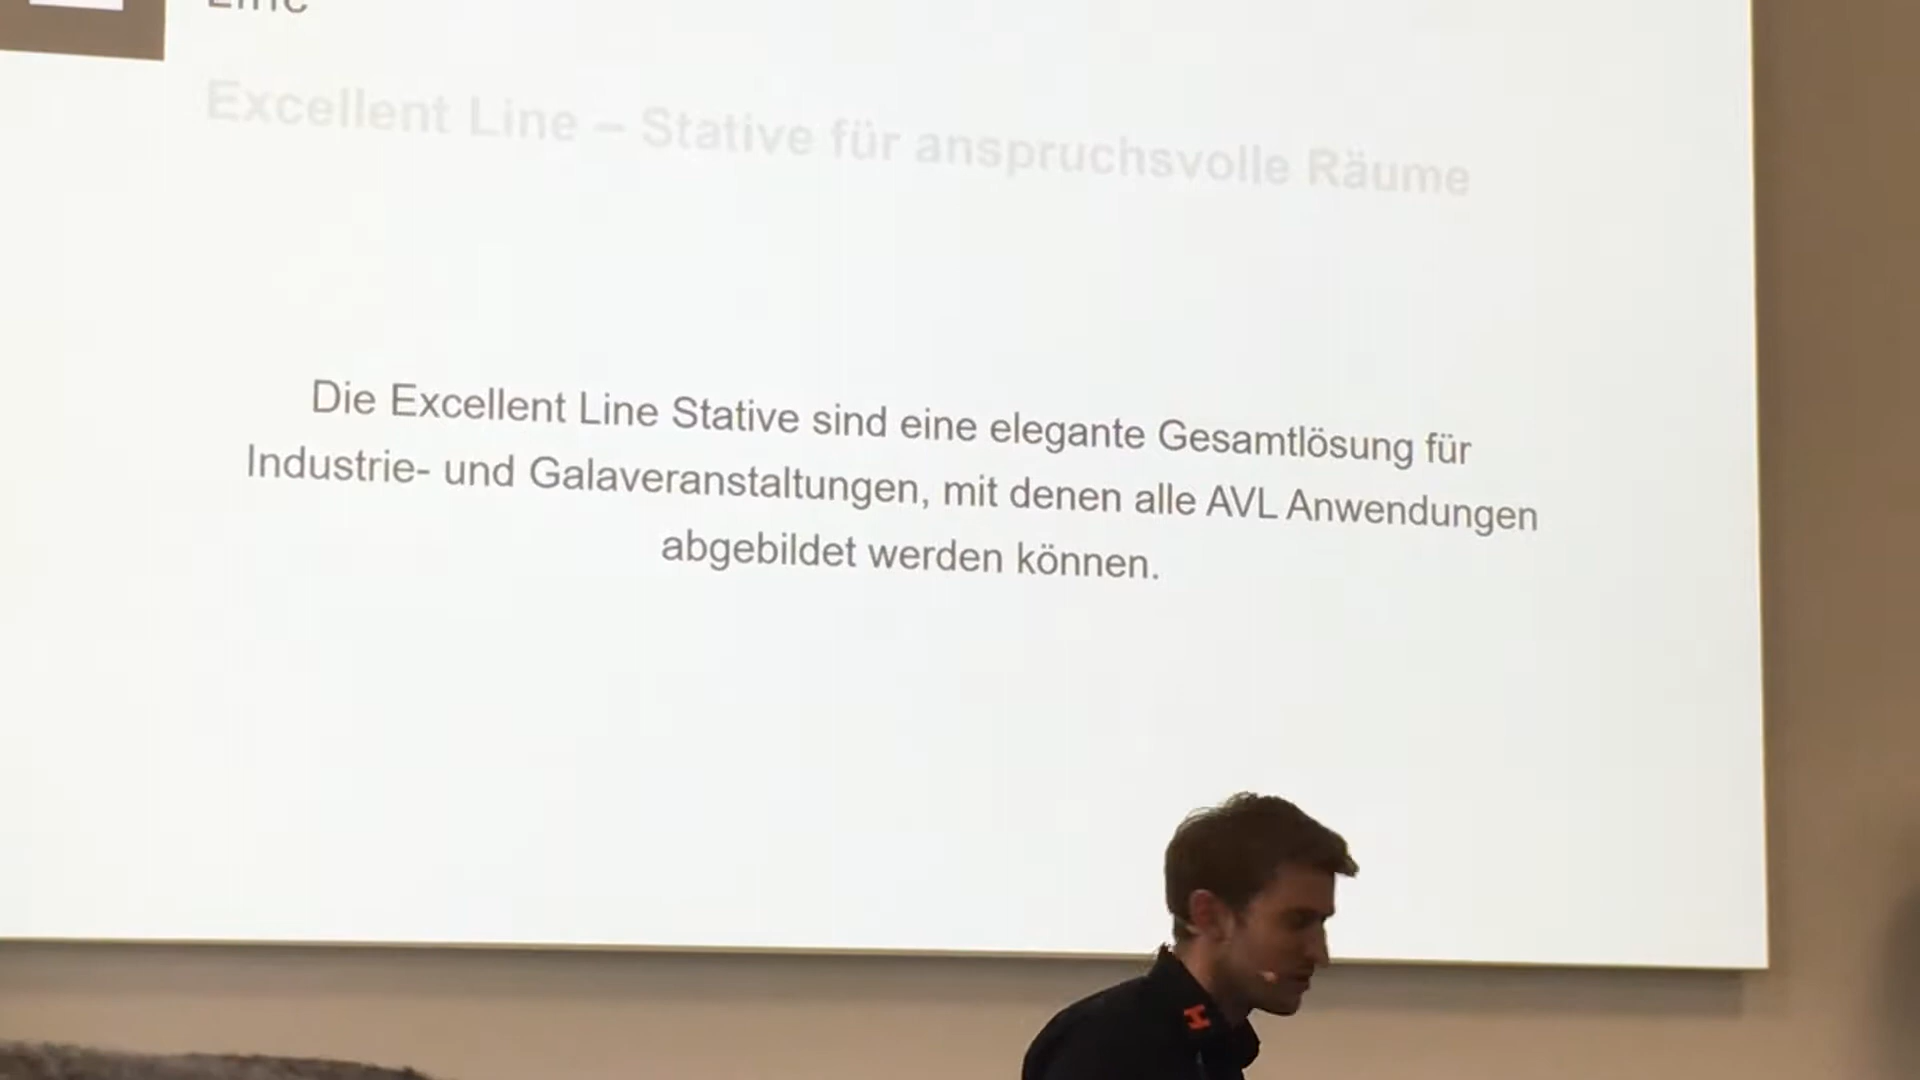 Line
Excellent Line – Stative für anspruchsvolle Räume
Die Excellent Line Stative sind eine elegante Gesamtlösung für
Industrie- und Galaveranstaltungen, mit denen alle AVL Anwendungen
abgebildet werden können.